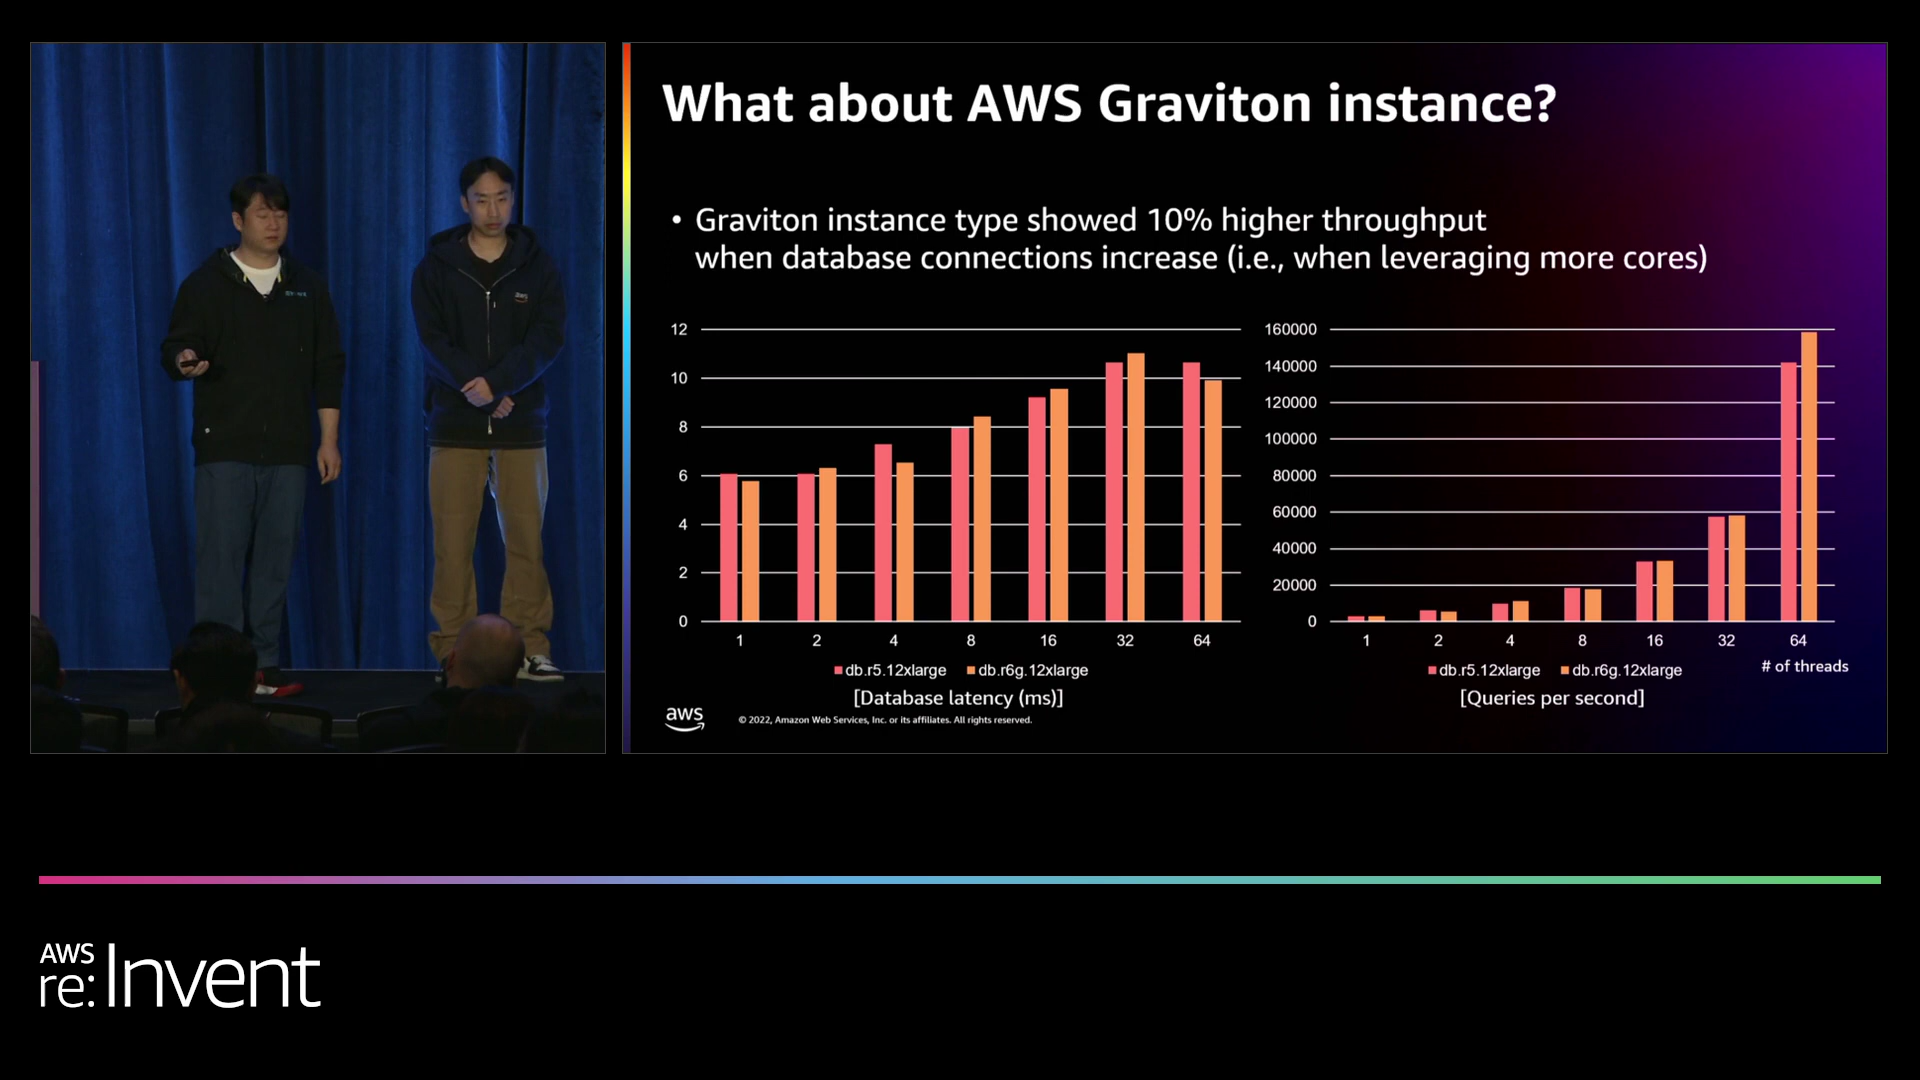 What about AWS Graviton instance?
• Graviton instance type showed 10% higher throughput
when database connections increase (i.e., when leveraging more cores)
12
10
8
6
4
2
0
1 2 4 8 16 32 64
db.r5.12xlarge db.r6g.12xlarge
[Database latency (ms)]
160000
140000
120000
100000
80000
60000
40000
20000
0
1 2 4 8 16 32 64
# of threads
db.r5.12xlarge db.r6g.12xlarge
[Queries per second]
aws
© 2022, Amazon Web Services, Inc. or its affiliates. All rights reserved.
AWS
re:Invent